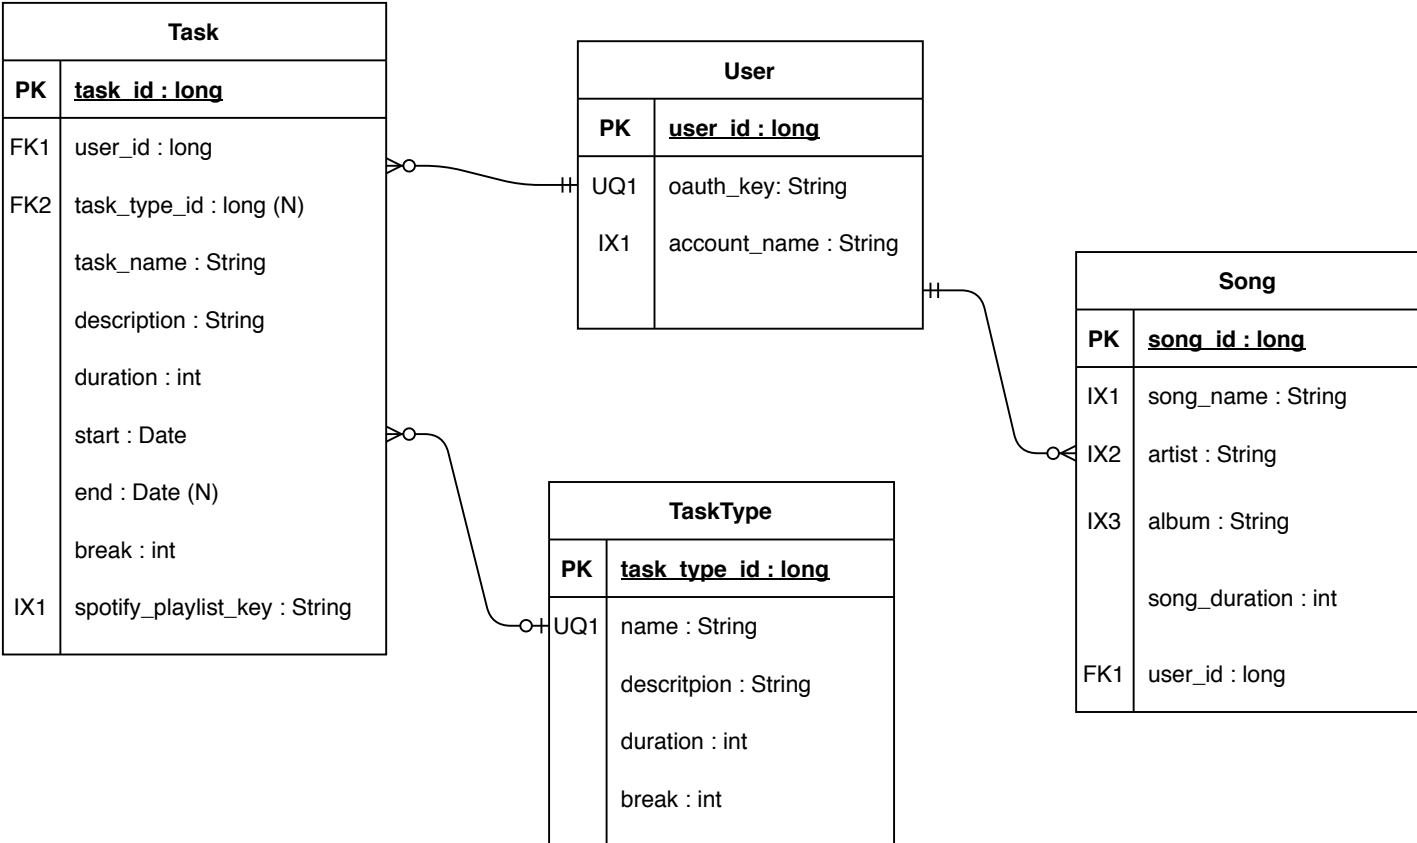 Task
PK task_id : long
FK1 user_id : long
FK2 task_type_id : long (N)
task_name : String
description : String
duration : int
start : Date
end : Date (N)
break : int
IX1 spotify_playlist_key : String
User
PK user_id : long
UQ1 oauth_key: String
IX1 account_name : String
TaskType
PK task_type_id : long
UQ1 name : String
descritpion : String
duration : int
break : int
Song
PK song_id : long
IX1 song_name : String
IX2 artist : String
IX3 album : String
song_duration : int
FK1 user_id : long